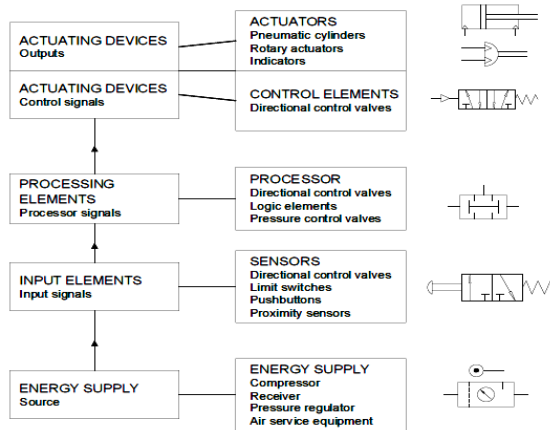 ACTUATING DEVICES
Outputs
ACTUATORS
Pneumatic cylinders
Rotary actuators
Indicators
ACTUATING DEVICES
Control signals
CONTROL ELEMENTS
Directional control valves
PROCESSING
ELEMENTS
Processor signals
PROCESSOR
Directional control valves
Logic elements
Pressure control valves
INPUT ELEMENTS
Input signals
SENSORS
Directional control valves
Limit switches
Pushbuttons
Proximity sensors
ENERGY SUPPLY
Source
ENERGY SUPPLY
Compressor
Receiver
Pressure regulator
Air service equipment